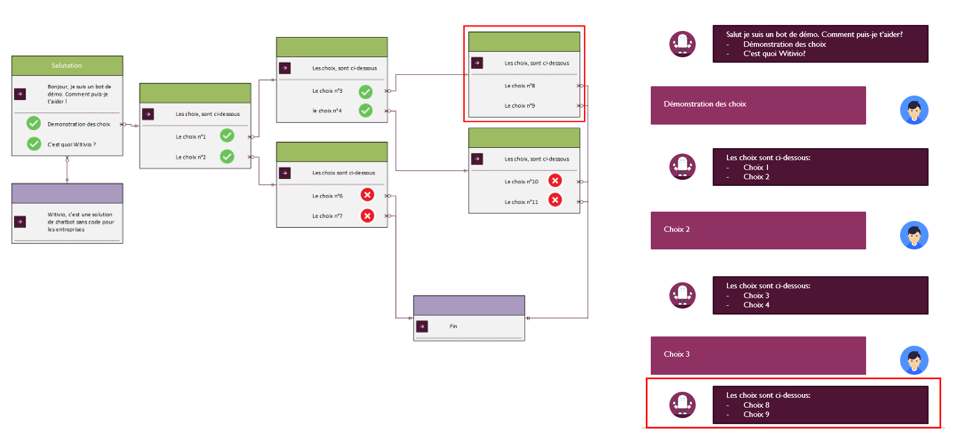 Salutation
Bonjour, je suis un bot de
démo. Comment puis-je
t'aider !
Demonstration des choix
C'est quoi Witivio ?
Witivio, c'est une solution
de chatbot sans code pour
les entreprises
Les choix, sont ci-dessous
Le choix n°1
Le choix n°2
Les choix, sont ci-dessous
Le choix n°3
le choix n°4
Les choix sont ci-dessous
Le choix n°6
Le choix n°7
Les choix, sont ci-dessous
Le choix n°8
Le choix n°9
Les choix, sont ci-dessous
Le choix n°10
Le choix n°11
Fin
Salut je suis un bot de démo. Comment puis-je t'aider?
- Démonstration des choix
- C'est quoi Witivio?
Démonstration des choix
Les choix sont ci-dessous:
- Choix 1
- Choix 2
Choix 2
Les choix sont ci-dessous:
- Choix 3
- Choix 4
Choix 3
Les choix sont ci-dessous:
- Choix 8
- Choix 9